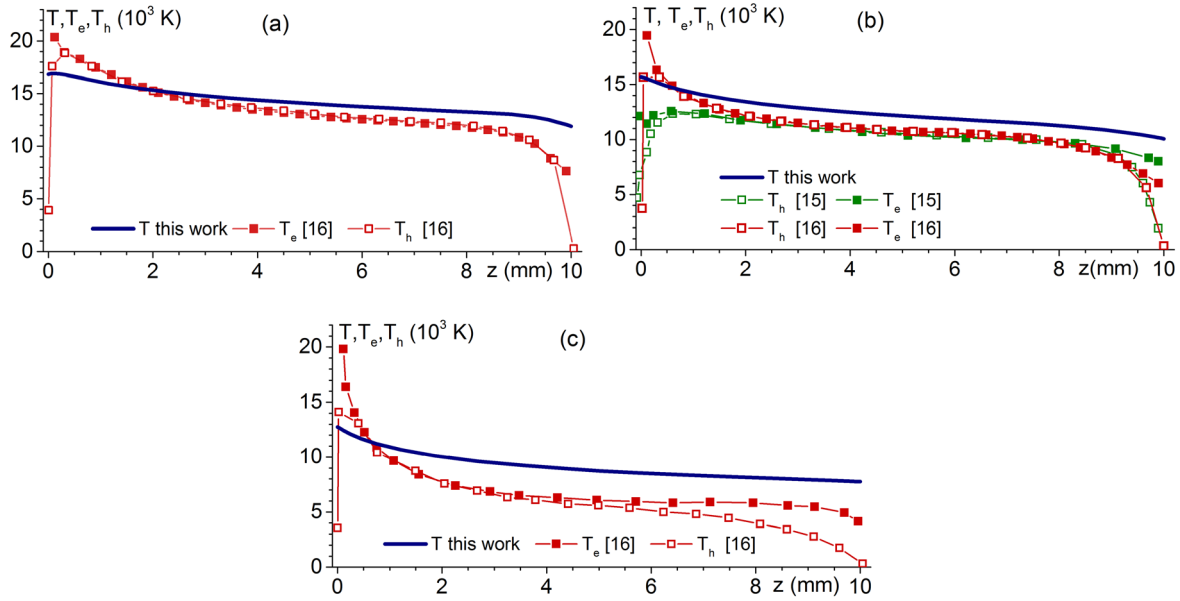 T,Tₑ,Tₕ (10³ K)
(a)
20
15
10
5
0
T this work Tₑ [16] Tₕ [16]
0 2 4 6 8 10
z (mm)
T, Tₑ,Tₕ (10³ K)
(b)
20
15
10
5
0
T this work
Tₕ [15] Tₑ [15]
Tₕ [16] Tₑ [16]
0 2 4 6 8 10
z(mm)
T,Tₑ,Tₕ (10³ K)
(c)
20
15
10
5
0
T this work Tₑ [16] Tₕ [16]
0 2 4 6 8 10
z (mm)